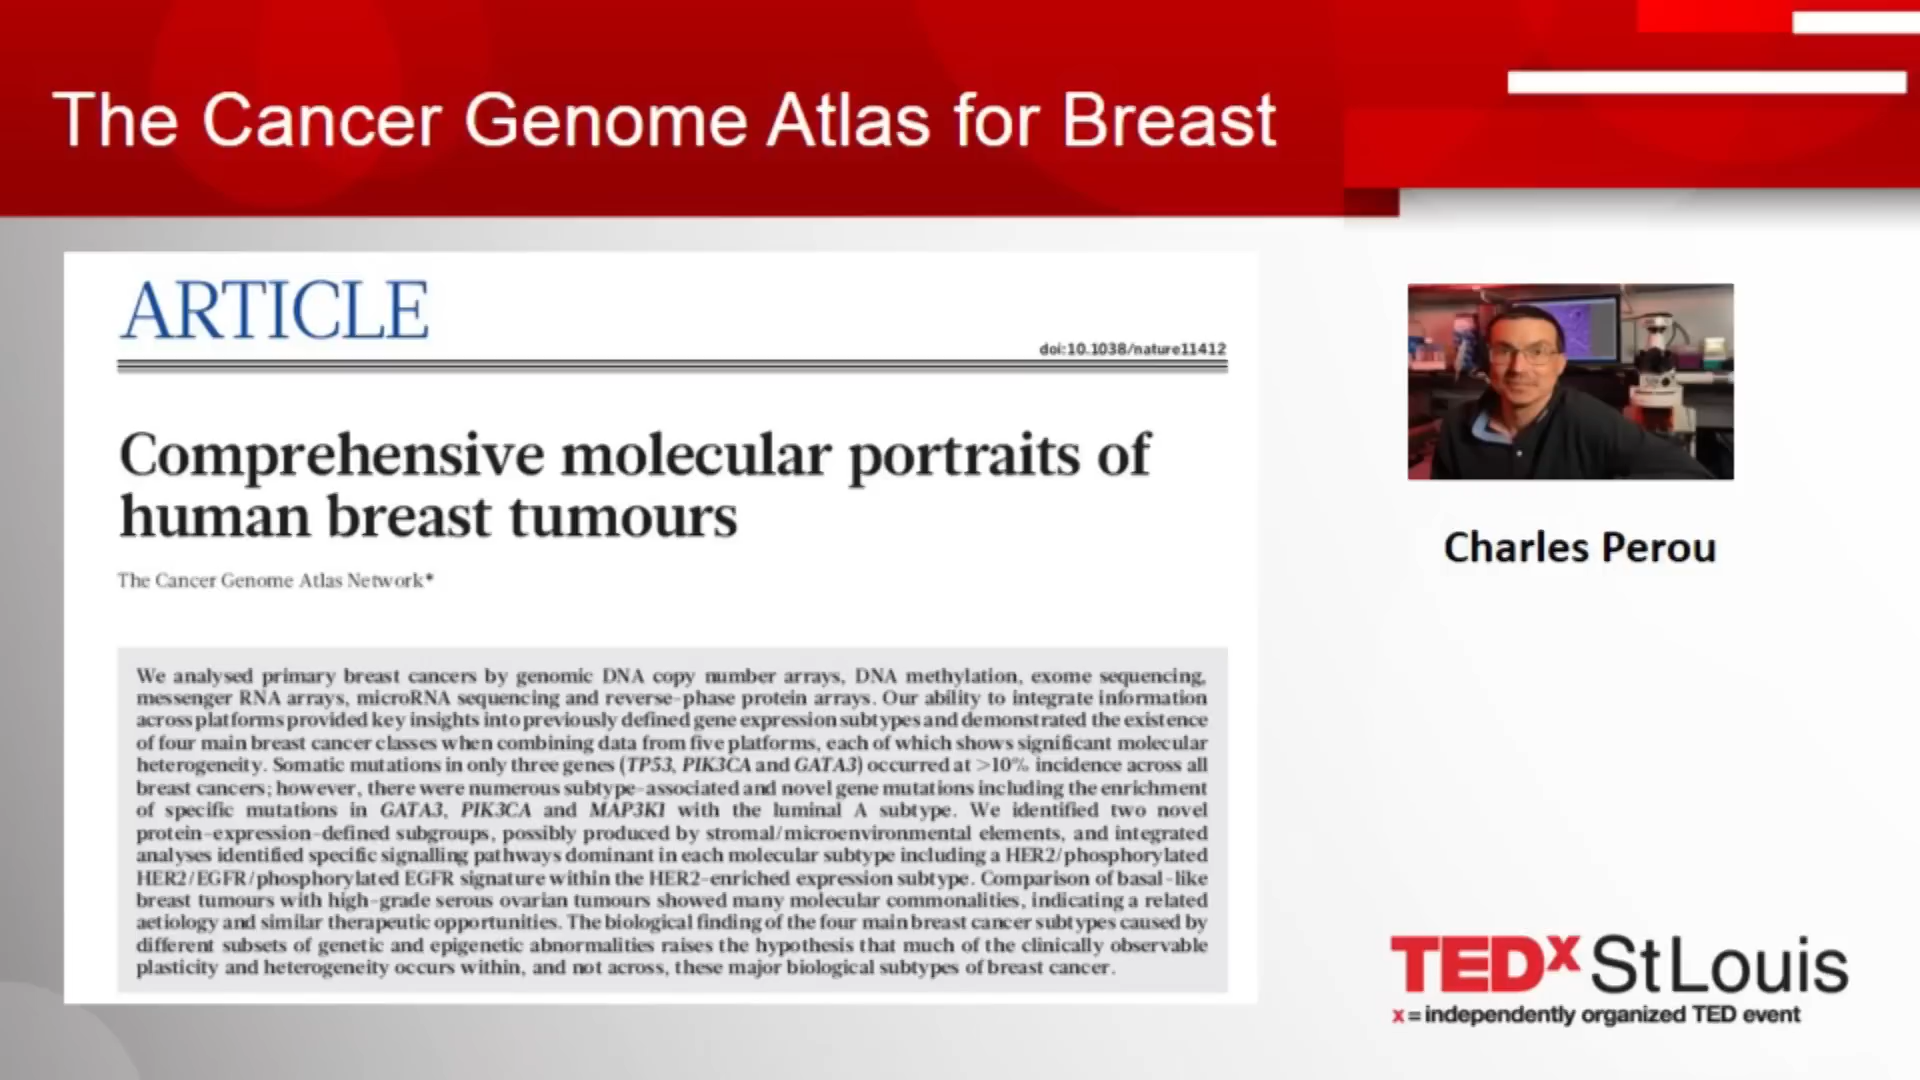 The Cancer Genome Atlas for Breast
ARTICLE
doi:10.1038/nature11412
Comprehensive molecular portraits of
human breast tumours
The Cancer Genome Atlas Network*
We analysed primary breast cancers by genomic DNA copy number arrays, DNA methylation, exome sequencing,
messenger RNA arrays, microRNA sequencing and reverse-phase protein arrays. Our ability to integrate information
across platforms provided key insights into previously defined gene expression subtypes and demonstrated the existence
of four main breast cancer classes when combining data from five platforms, each of which shows significant molecular
heterogeneity. Somatic mutations in only three genes (TP53, PIK3CA and GATA3) occurred at >10% incidence across all
breast cancers; however, there were numerous subtype-associated and novel gene mutations including the enrichment
of specific mutations in GATA3, PIK3CA and MAP3K1 with the luminal A subtype. We identified two novel
protein-expression-defined subgroups, possibly produced by stromal/microenvironmental elements, and integrated
analyses identified specific signalling pathways dominant in each molecular subtype including a HER2/phosphorylated
HER2/EGFR/phosphorylated EGFR signature within the HER2-enriched expression subtype. Comparison of basal-like
breast tumours with high-grade serous ovarian tumours showed many molecular commonalities, indicating a related
aetiology and similar therapeutic opportunities. The biological finding of the four main breast cancer subtypes caused by
different subsets of genetic and epigenetic abnormalities raises the hypothesis that much of the clinically observable
plasticity and heterogeneity occurs within, and not across, these major biological subtypes of breast cancer.
Charles Perou
TEDx StLouis
x = independently organized TED event